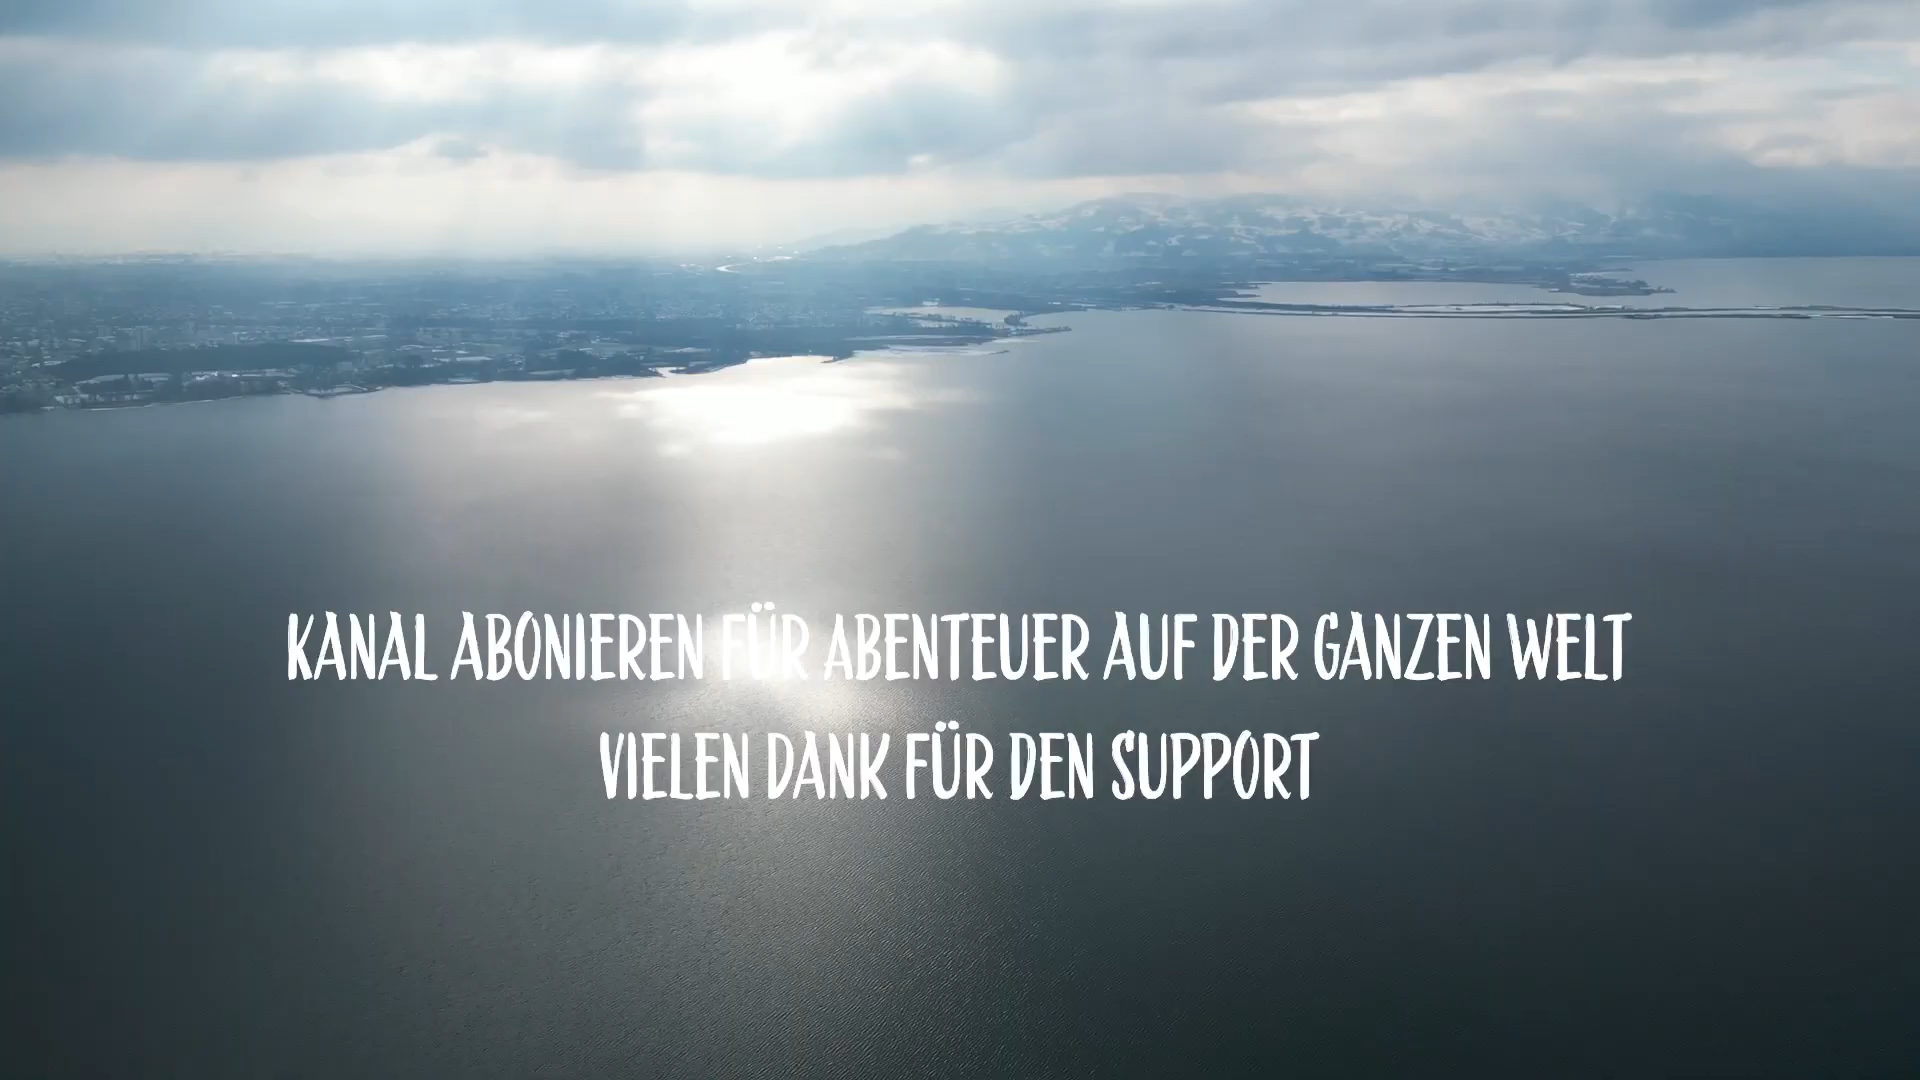 KANAL ABONIEREN FÜR ABENTEUER AUF DER GANZEN WELT
VIELEN DANK FÜR DEN SUPPORT